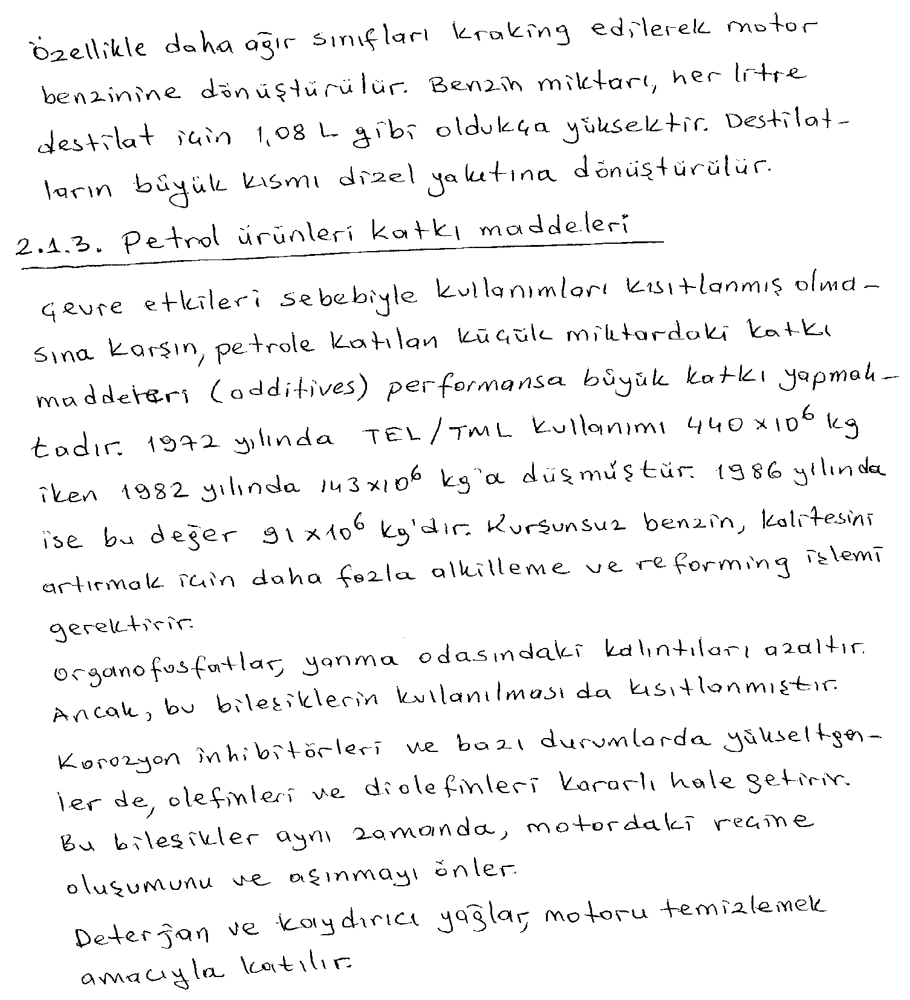 Özellikle daha ağır sınıfları kraking edilerek motor
benzinine dönüştürülür. Benzin miktarı, her litre
destilat için 1,08 L gibi oldukça yüksektir. Destilat-
ların büyük kısmı dizel yakıtına dönüştürülür.
2.1.3. Petrol ürünleri katkı maddeleri
Çevre etkileri sebebiyle kullanımları kısıtlanmış olma-
sına karşın, petrole katılan küçük miktardaki katkı
maddeleri (additives) performansa büyük katkı yapmak-
tadır. 1972 yılında TEL/TML kullanımı 440x10⁶ kg
iken 1982 yılında 143x10⁶ kg'a düşmüştür. 1986 yılında
ise bu değer 91x10⁶ kg'dır. Kurşunsuz benzin, kalitesini
artırmak için daha fazla alkilleme ve reforming işlemi
gerektirir.
Organofosfatlar, yanma odasındaki kalıntıları azaltır.
Ancak, bu bileşiklerin kullanılması da kısıtlanmıştır.
Korozyon inhibitörleri ve bazı durumlarda yükseltgen-
ler de, olefinleri ve diolefinleri kararlı hale getirir.
Bu bileşikler aynı zamanda, motordaki reçine
oluşumunu ve aşınmayı önler.
Deterjan ve kaydırıcı yağlar, motoru temizlemek
amacıyla katılır.